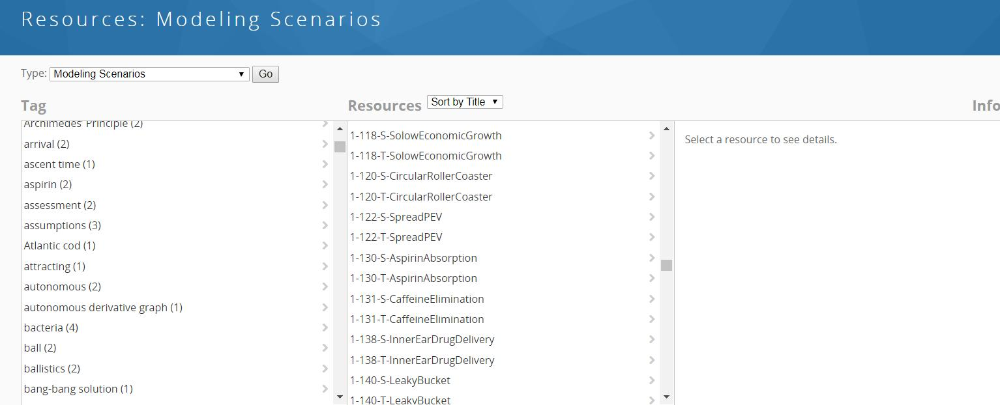 Resources: Modeling Scenarios
Type: Modeling Scenarios Go
Tag
Archimedes' Principle (2)
arrival (2)
ascent time (1)
aspirin (2)
assessment (2)
assumptions (3)
Atlantic cod (1)
attracting (1)
autonomous (2)
autonomous derivative graph (1)
bacteria (4)
ball (2)
ballistics (2)
bang-bang solution (1)
Resources Sort by Title
1-118-S-SolowEconomicGrowth
1-118-T-SolowEconomicGrowth
1-120-S-CircularRollerCoaster
1-120-T-CircularRollerCoaster
1-122-S-SpreadPEV
1-122-T-SpreadPEV
1-130-S-AspirinAbsorption
1-130-T-AspirinAbsorption
1-131-S-CaffeineElimination
1-131-T-CaffeineElimination
1-138-S-InnerEarDrugDelivery
1-138-T-InnerEarDrugDelivery
1-140-S-LeakyBucket
1-140-T-LeakyBucket
Info
Select a resource to see details.